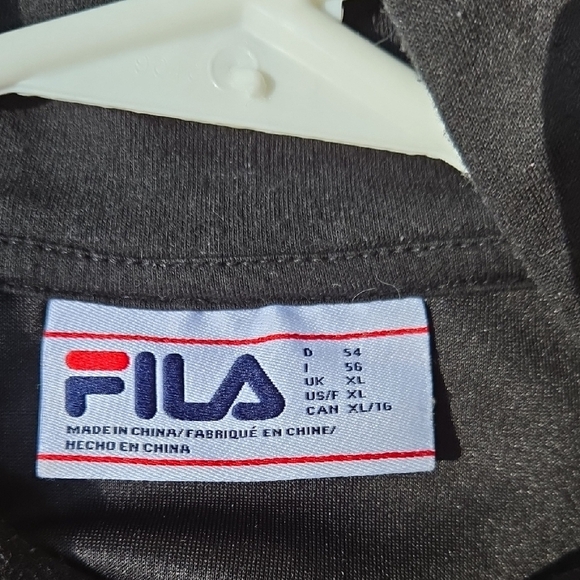 FILA
D 54
I 56
UK XL
US/F XL
CAN XL/TG
MADE IN CHINA/FABRIQUÉ EN CHINE/
HECHO EN CHINA